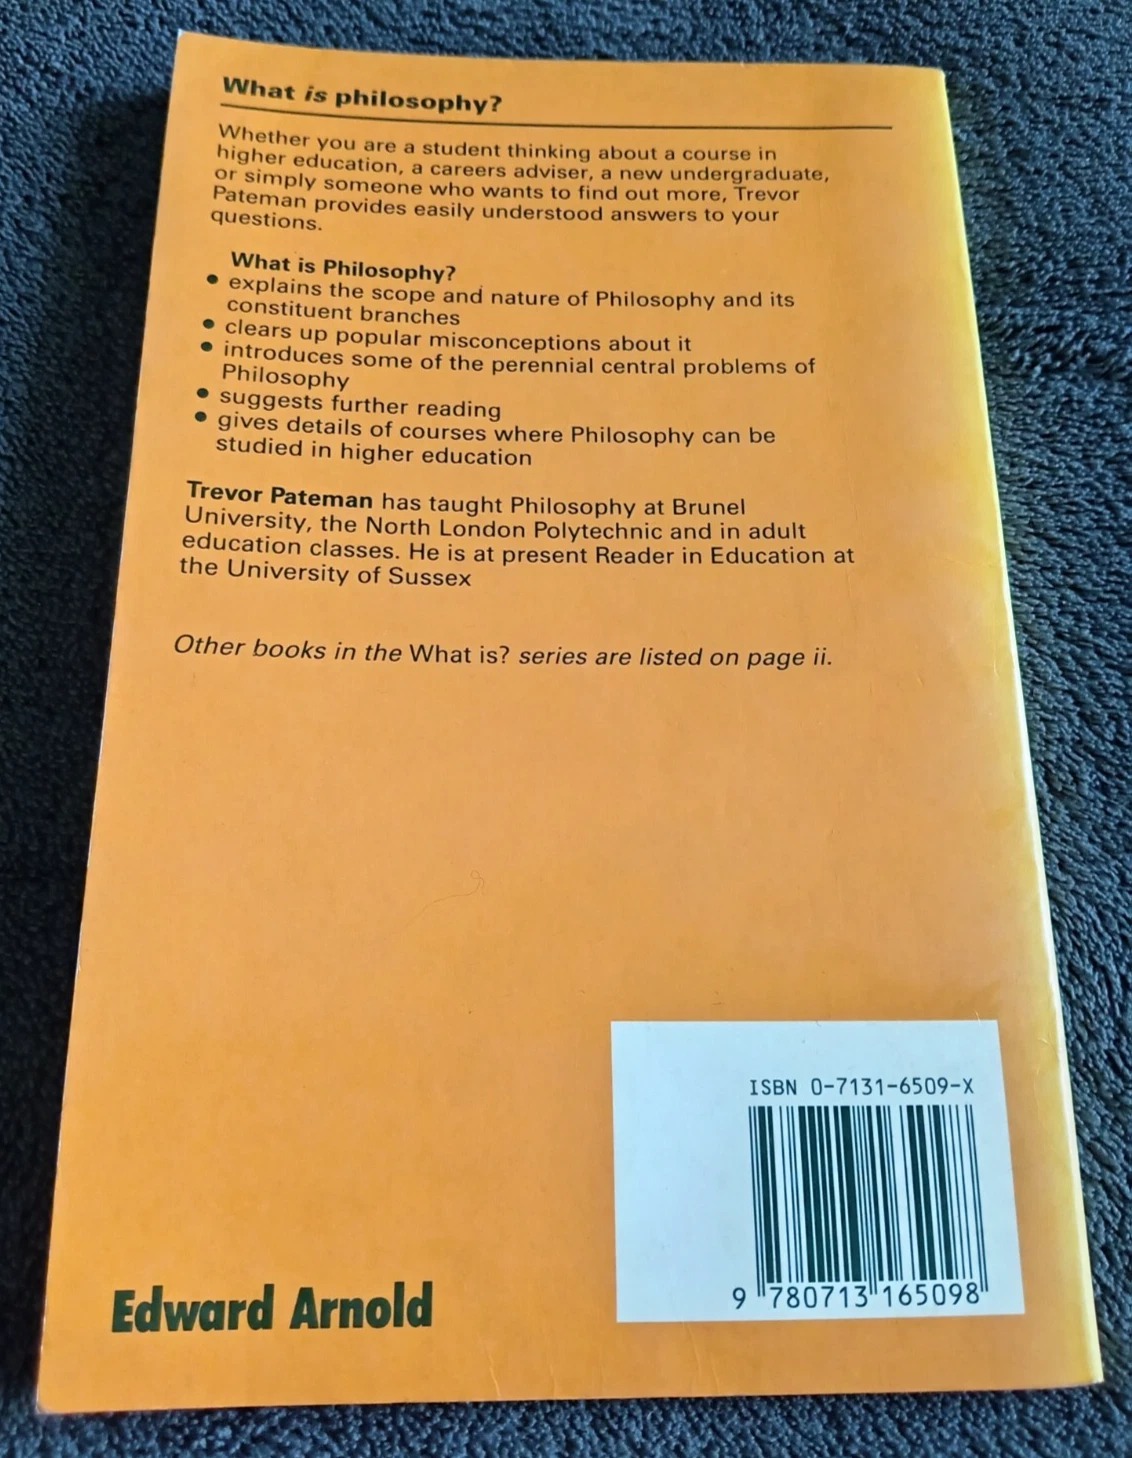 What is philosophy?
Whether you are a student thinking about a course in
higher education, a careers adviser, a new undergraduate,
or simply someone who wants to find out more, Trevor
Pateman provides easily understood answers to your
questions.
What is Philosophy?
• explains the scope and nature of Philosophy and its
constituent branches
• clears up popular misconceptions about it
• introduces some of the perennial central problems of
Philosophy
• suggests further reading
• gives details of courses where Philosophy can be
studied in higher education
Trevor Pateman has taught Philosophy at Brunel
University, the North London Polytechnic and in adult
education classes. He is at present Reader in Education at
the University of Sussex
Other books in the What is? series are listed on page ii.
ISBN 0-7131-6509-X
9 780713 165098
Edward Arnold